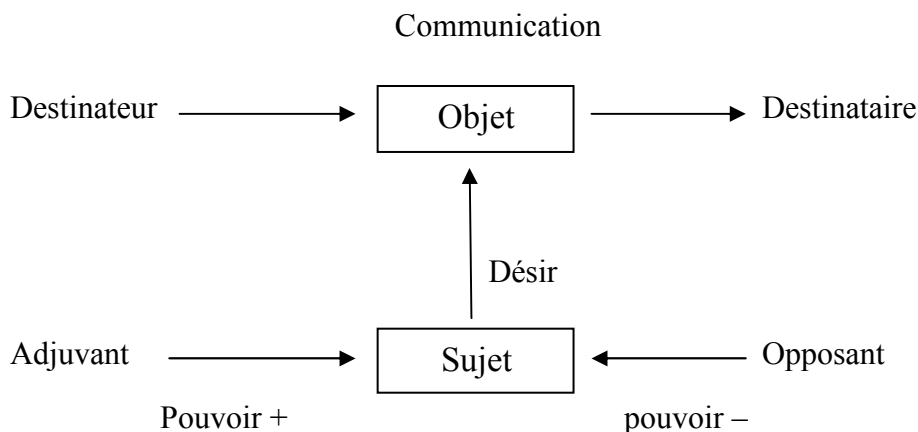 Communication
Destinateur Objet Destinataire
Désir
Adjuvant Sujet Opposant
Pouvoir + pouvoir –